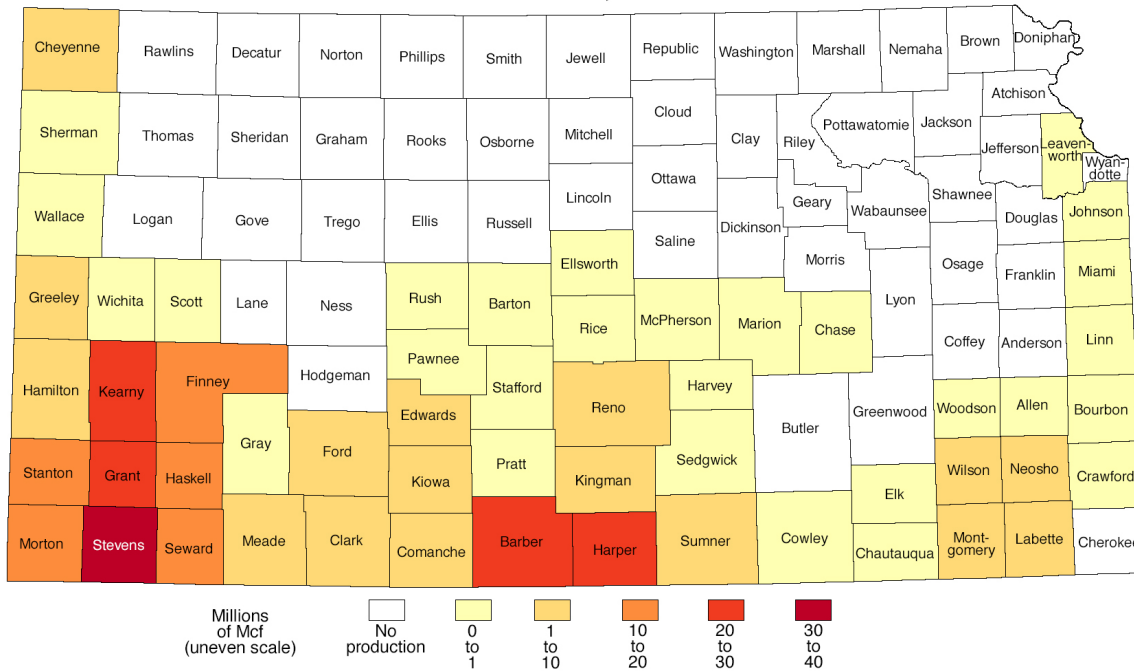 Cheyenne
Rawlins
Decatur
Norton
Phillips
Smith
Jewell
Republic
Washington
Marshall
Nemaha
Brown
Doniphan
Sherman
Thomas
Sheridan
Graham
Rooks
Osborne
Mitchell
Cloud
Clay
Riley
Pottawatomie
Jackson
Atchison
Jefferson
Leaven-
worth
Wyan-
dotte
Wallace
Logan
Gove
Trego
Ellis
Russell
Lincoln
Ottawa
Saline
Dickinson
Geary
Wabaunsee
Shawnee
Douglas
Johnson
Greeley
Wichita
Scott
Lane
Ness
Rush
Barton
Ellsworth
Rice
McPherson
Marion
Morris
Chase
Lyon
Osage
Franklin
Miami
Hamilton
Kearny
Finney
Hodgeman
Pawnee
Stafford
Edwards
Reno
Harvey
Butler
Greenwood
Coffey
Anderson
Linn
Woodson
Allen
Bourbon
Stanton
Grant
Haskell
Gray
Ford
Kiowa
Pratt
Kingman
Sedgwick
Elk
Wilson
Neosho
Crawford
Morton
Stevens
Seward
Meade
Clark
Comanche
Barber
Harper
Sumner
Cowley
Chautauqua
Mont-
gomery
Labette
Cherokee
Millions
of Mcf
(uneven scale)
No
production
0
to
1
1
to
10
10
to
20
20
to
30
30
to
40